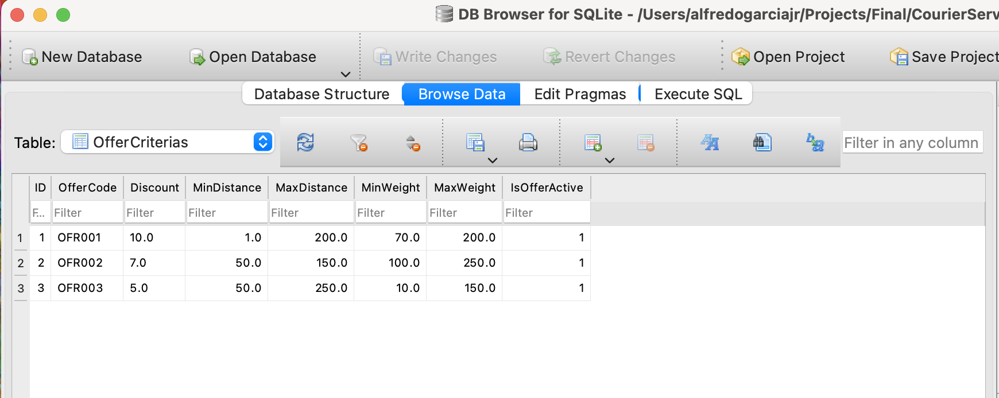 DB Browser for SQLite - /Users/alfredogarciajr/Projects/Final/CourierServ
New Database Open Database Write Changes Revert Changes Open Project Save Project
Database Structure Browse Data Edit Pragmas Execute SQL
Table: OfferCriterias Filter in any column
ID OfferCode Discount MinDistance MaxDistance MinWeight MaxWeight IsOfferActive
F... Filter Filter Filter Filter Filter Filter Filter
1 1 OFR001 10.0 1.0 200.0 70.0 200.0 1
2 2 OFR002 7.0 50.0 150.0 100.0 250.0 1
3 3 OFR003 5.0 50.0 250.0 10.0 150.0 1